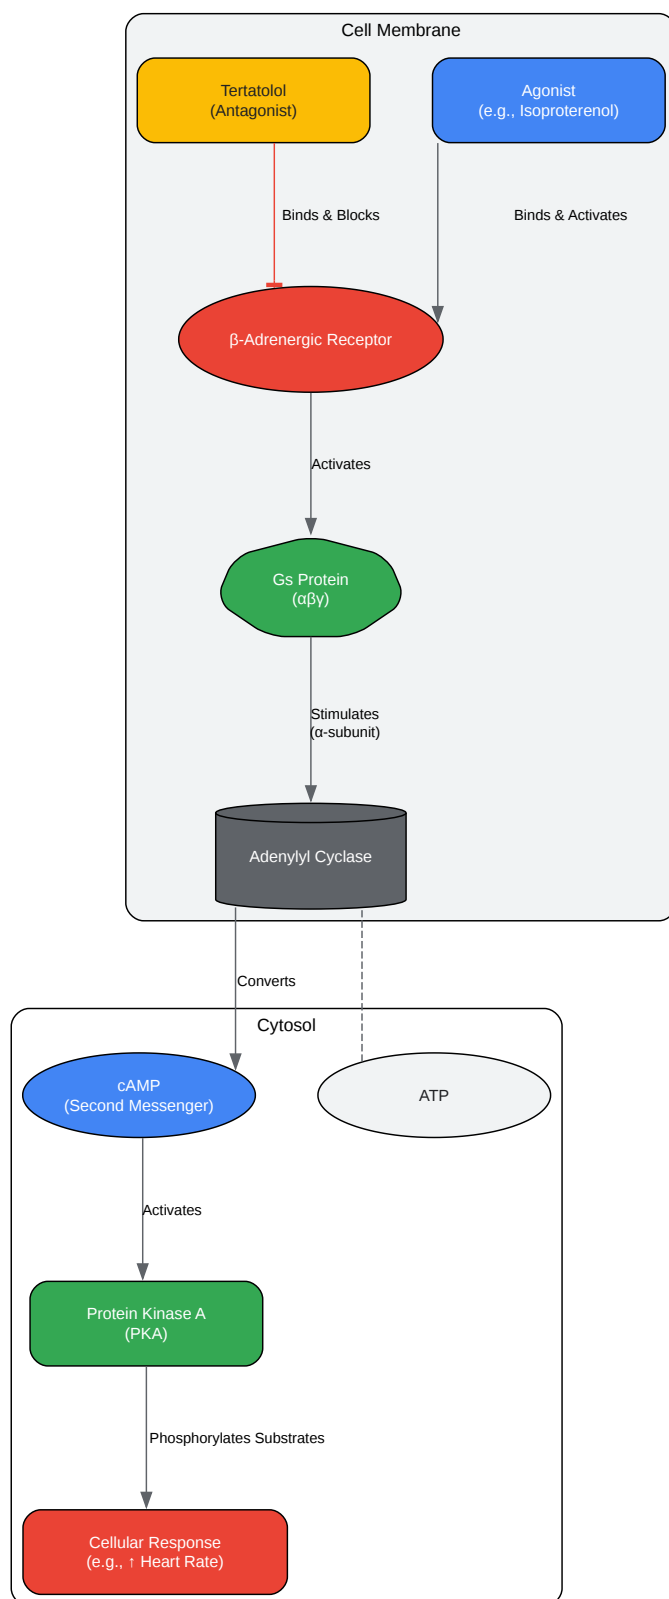 Cell Membrane
Tertatolol
(Antagonist)
Agonist
(e.g., Isoproterenol)
Binds & Blocks
Binds & Activates
β-Adrenergic Receptor
Activates
Gs Protein
(αβγ)
Stimulates
(α-subunit)
Adenylyl Cyclase
Converts
Cytosol
cAMP
(Second Messenger)
ATP
Activates
Protein Kinase A
(PKA)
Phosphorylates Substrates
Cellular Response
(e.g., ↑ Heart Rate)